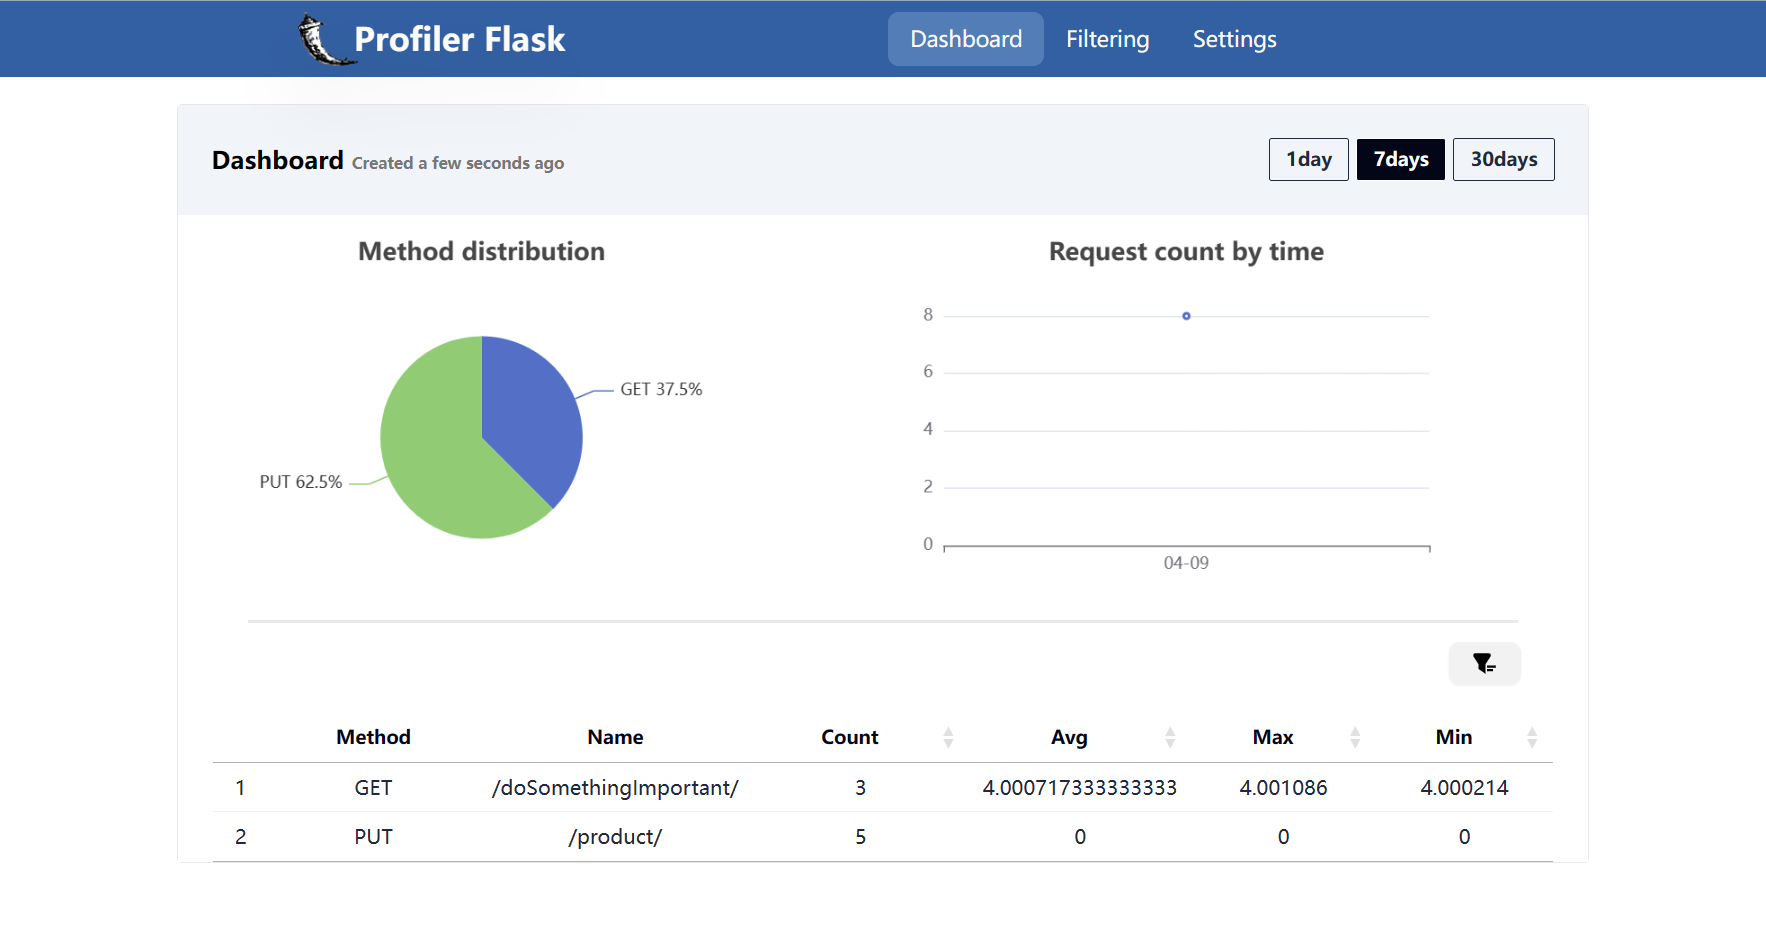 Profiler Flask
Dashboard Filtering Settings
Dashboard Created a few seconds ago
1day 7days 30days
Method distribution
GET 37.5%
PUT 62.5%
Request count by time
8
6
4
2
0
04-09
Method Name Count Avg Max Min
1 GET /doSomethingImportant/ 3 4.000717333333333 4.001086 4.000214
2 PUT /product/ 5 0 0 0